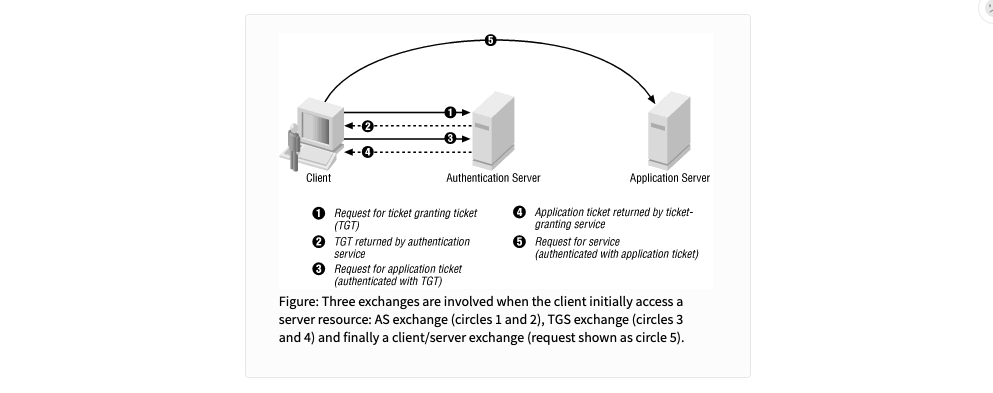 5
1
2
3
4
Client
Authentication Server
Application Server
1 Request for ticket granting ticket
(TGT)
2 TGT returned by authentication
service
3 Request for application ticket
(authenticated with TGT)
4 Application ticket returned by ticket-
granting service
5 Request for service
(authenticated with application ticket)
Figure: Three exchanges are involved when the client initially access a
server resource: AS exchange (circles 1 and 2), TGS exchange (circles 3
and 4) and finally a client/server exchange (request shown as circle 5).